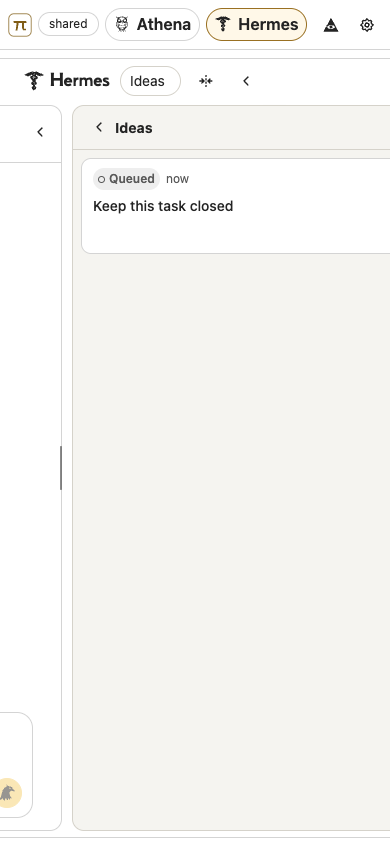 π shared Athena Hermes
Hermes Ideas
Ideas
Queued now
Keep this task closed